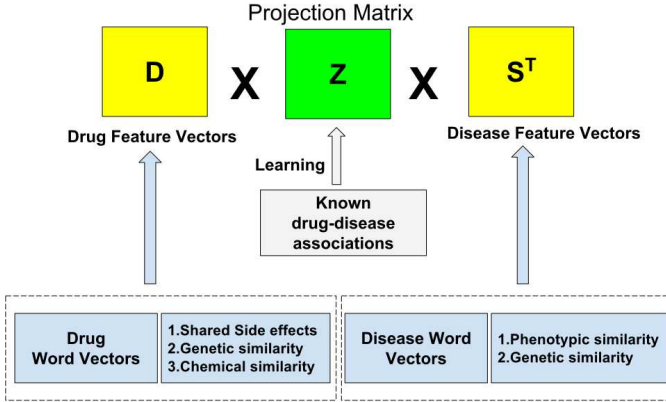 Projection Matrix
D X Z X S^T
Drug Feature Vectors
Disease Feature Vectors
Learning
Known
drug-disease
associations
Drug
Word Vectors
1.Shared Side effects
2.Genetic similarity
3.Chemical similarity
Disease Word
Vectors
1.Phenotypic similarity
2.Genetic similarity